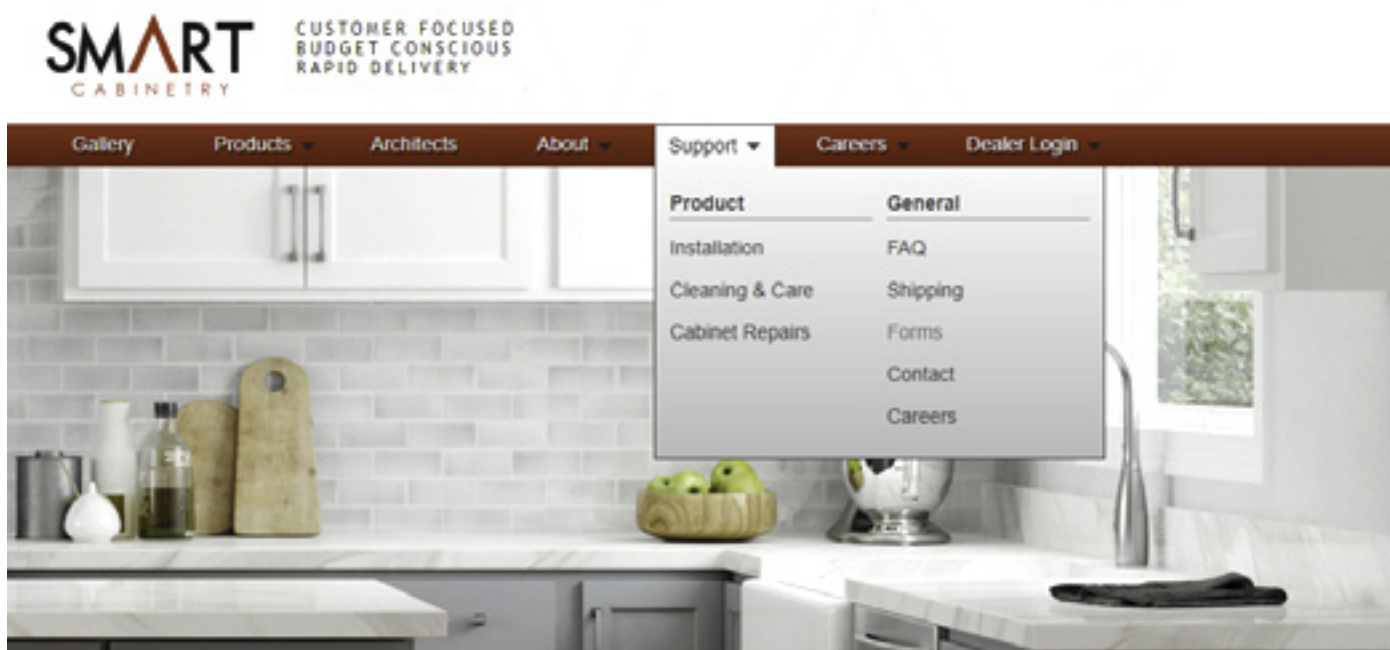 SMART
CABINETRY
CUSTOMER FOCUSED
BUDGET CONSCIOUS
RAPID DELIVERY
Gallery Products Architects About Support Careers Dealer Login
Product General
Installation FAQ
Cleaning & Care Shipping
Cabinet Repairs Forms
Contact
Careers